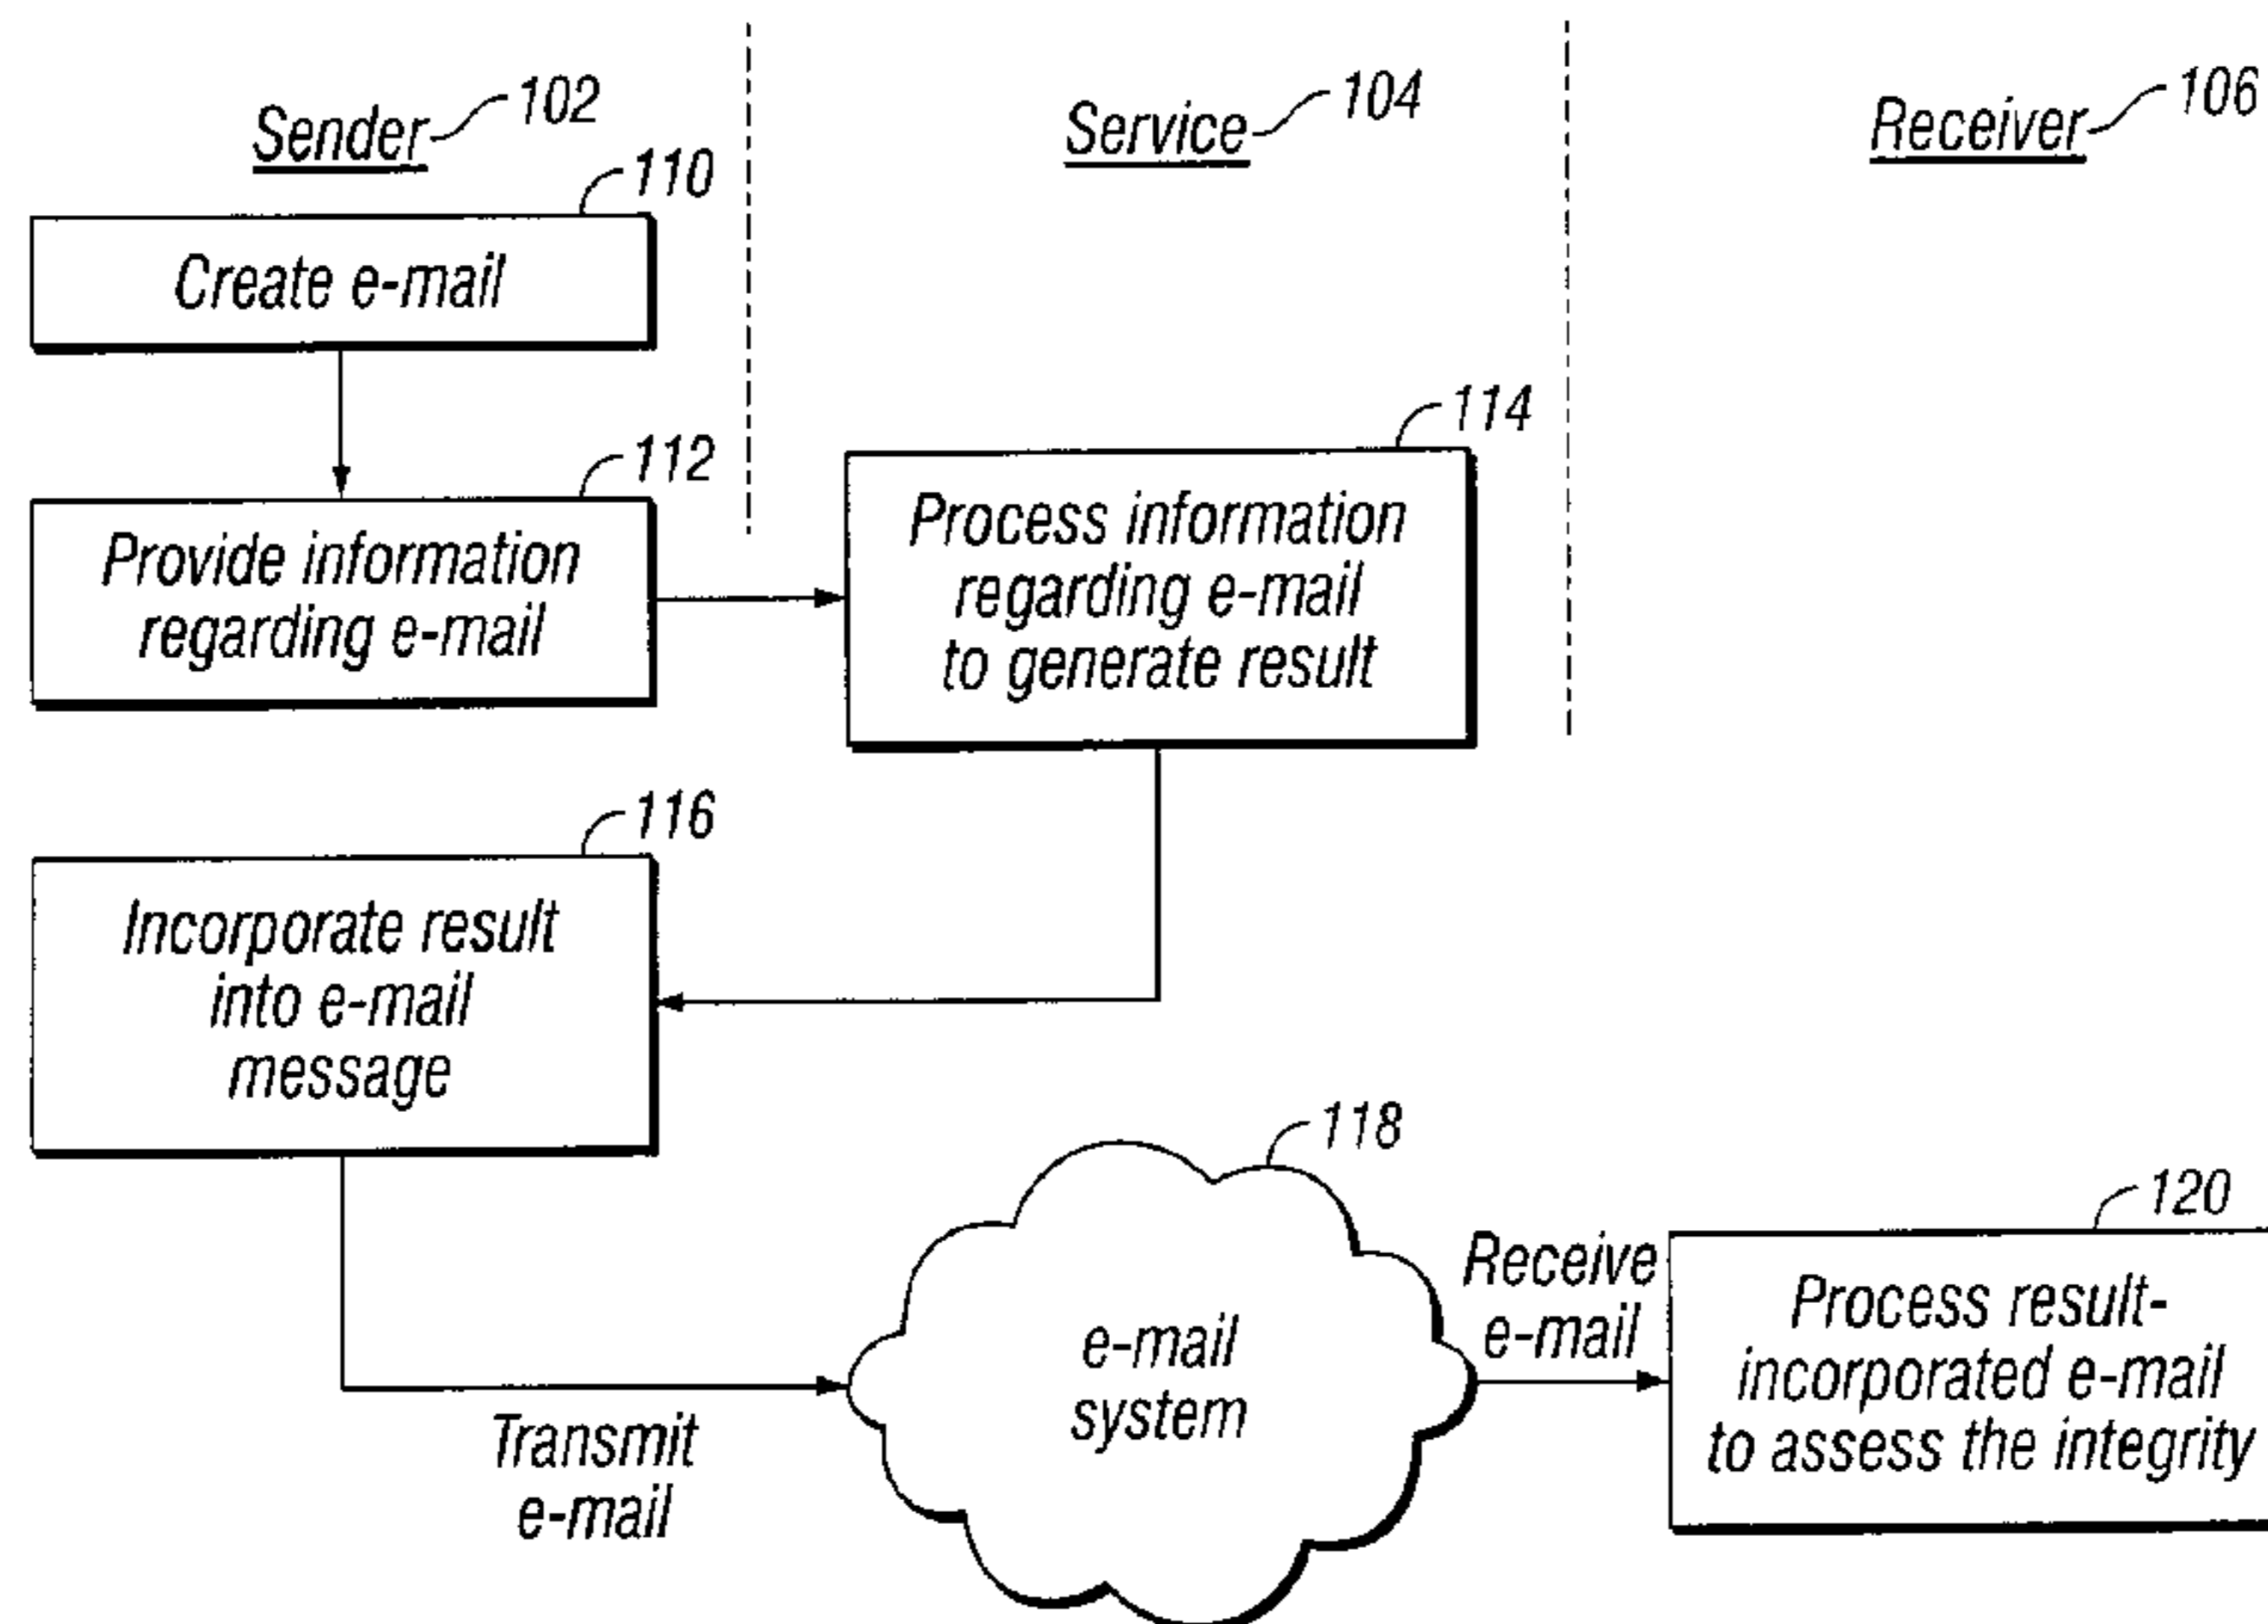 Sender 102
Service 104
Receiver 106
110
Create e-mail
112
Provide information
regarding e-mail
114
Process information
regarding e-mail
to generate result
116
Incorporate result
into e-mail
message
Transmit
e-mail
118
e-mail
system
Receive
e-mail
120
Process result-
incorporated e-mail
to assess the integrity